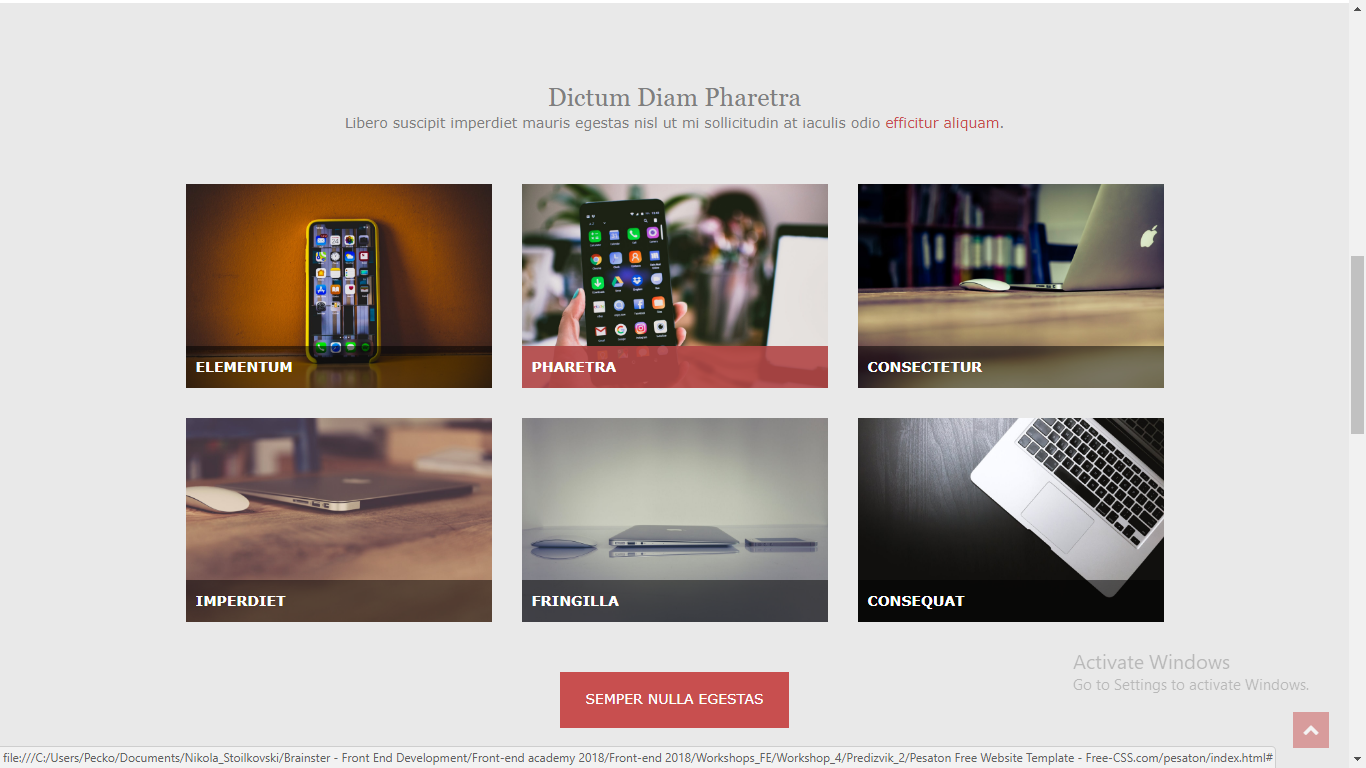 Dictum Diam Pharetra
Libero suscipit imperdiet mauris egestas nisl ut mi sollicitudin at iaculis odio efficitur aliquam.
ELEMENTUM
PHARETRA
CONSECTETUR
IMPERDIET
FRINGILLA
CONSEQUAT
Activate Windows
Go to Settings to activate Windows.
SEMPER NULLA EGESTAS
file:///C:/Users/Pecko/Documents/Nikola_Stoilkovski/Brainster - Front End Development/Front-end academy 2018/Front-end 2018/Workshops_FE/Workshop_4/Predizvik_2/Pesaton Free Website Template - Free-CSS.com/pesaton/index.html#